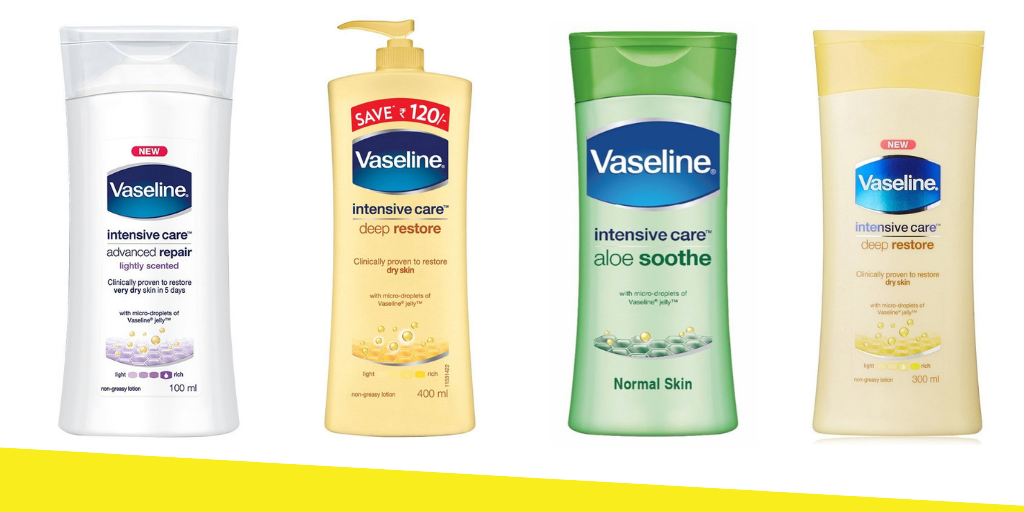 NEW
Vaseline®
intensive care™
advanced repair
lightly scented
Clinically proven to restore
very dry skin in 5 days
with micro-droplets of
Vaseline® jelly™
light rich
non-greasy lotion 100 ml
SAVE* ₹ 120/-
Vaseline®
intensive care™
deep restore
Clinically proven to restore
dry skin
with micro-droplets of
Vaseline® jelly™
light rich
non-greasy lotion 400 ml
Vaseline®
intensive care™
aloe soothe
with micro-droplets of
Vaseline® jelly™
Normal Skin
NEW
Vaseline®
intensive care™
deep restore
Clinically proven to restore
dry skin
with micro-droplets of
Vaseline® jelly™
light rich
non-greasy lotion 300 ml